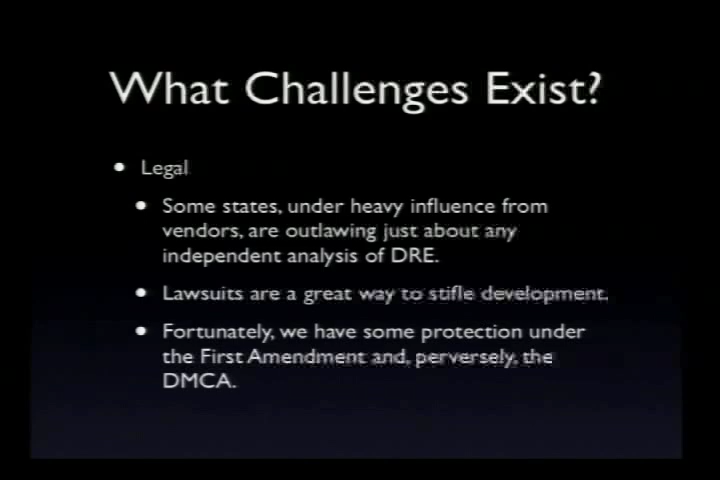 What Challenges Exist?
• Legal
• Some states, under heavy influence from
vendors, are outlawing just about any
independent analysis of DRE.
• Lawsuits are a great way to stifle development.
• Fortunately, we have some protection under
the First Amendment and, perversely, the
DMCA.